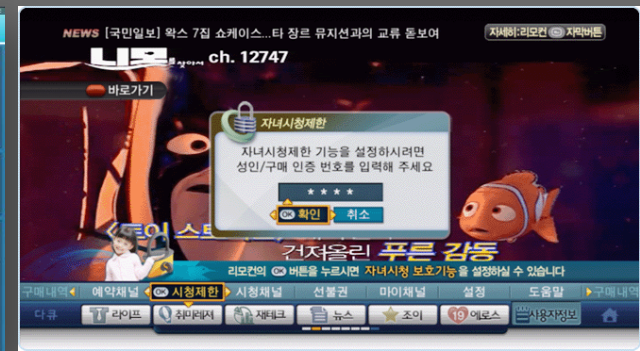 NEWS [국민일보] 왁스 7집 쇼케이스...타 장르 뮤지션과의 교류 돋보여
자세히:리모컨 자막버튼
니모를 찾아서 ch. 12747
바로가기
자녀시청제한
자녀시청제한 기능을 설정하시려면
성인/구매 인증 번호를 입력해 주세요
* * * *
OK 확인 취소
건져올린 푸른 감동
리모컨의 OK 버튼을 누르시면 자녀시청 보호기능을 설정하실 수 있습니다
구매내역 예약채널 OK 시청제한 시청채널 선불권 마이채널 설정 도움말 구매내역
다큐 라이프 취미레져 재테크 뉴스 조이 19 에로스 사용자정보